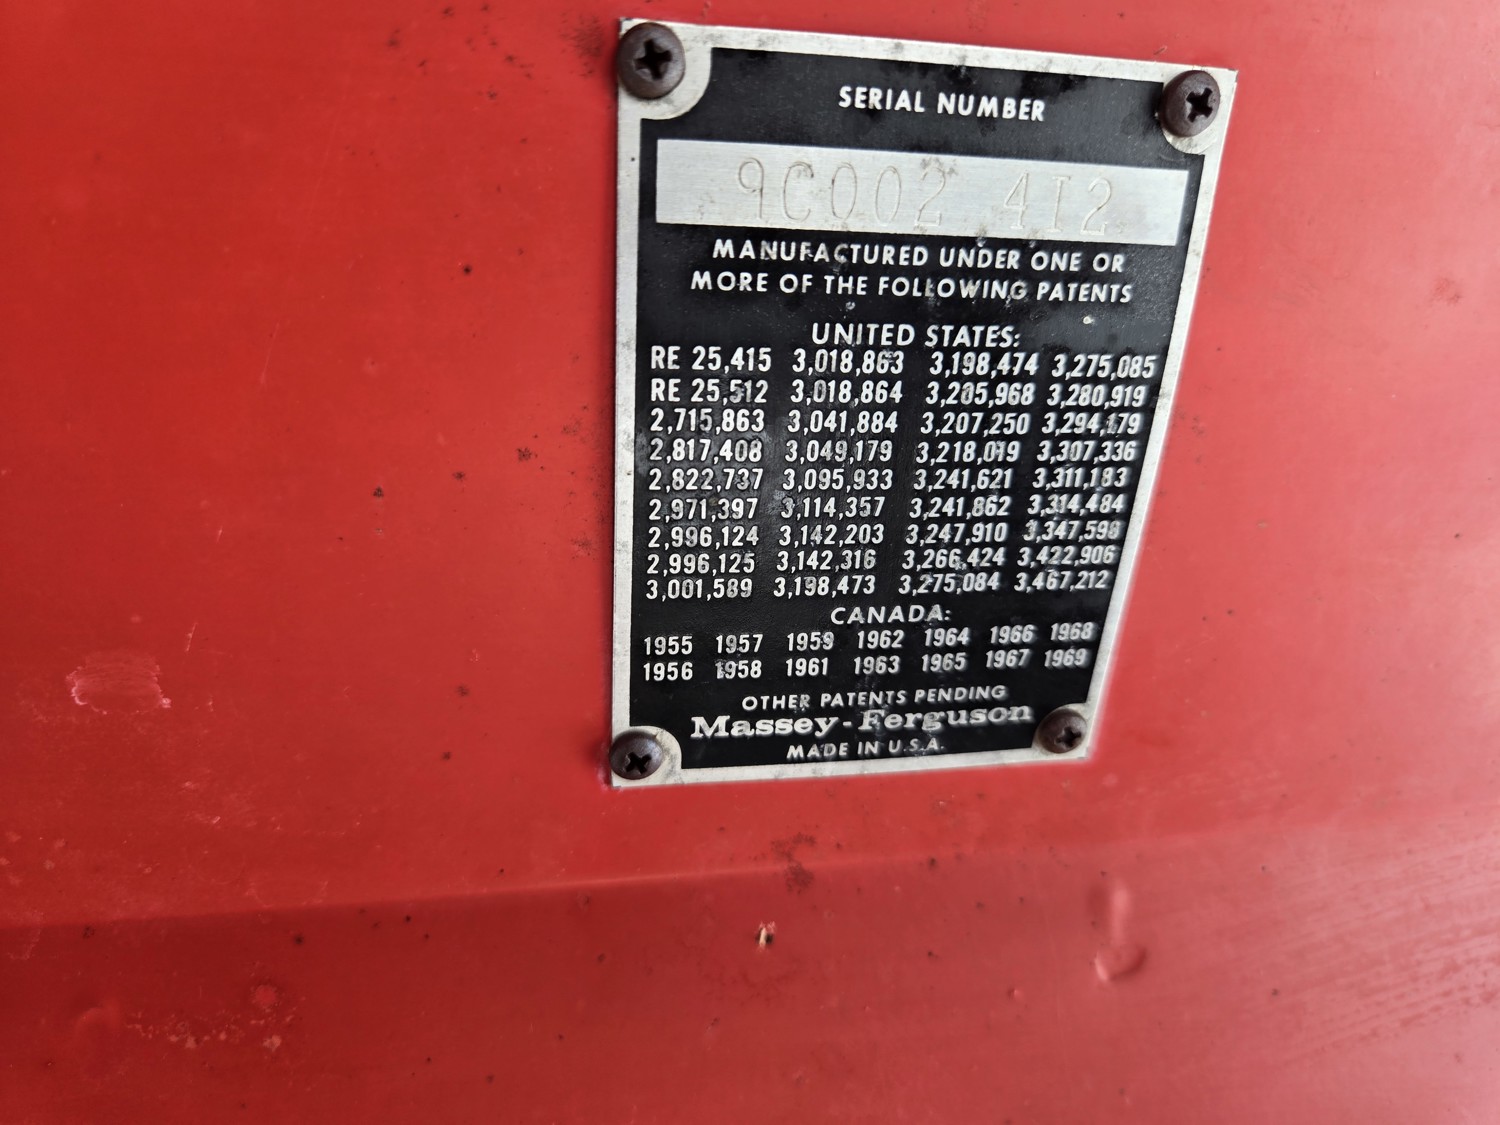 SERIAL NUMBER
9C002 412
MANUFACTURED UNDER ONE OR
MORE OF THE FOLLOWING PATENTS
UNITED STATES:
RE 25,415 3,018,863 3,198,474 3,275,085
RE 25,512 3,018,864 3,205,968 3,280,919
2,715,863 3,041,884 3,207,250 3,294,179
2,817,408 3,049,179 3,218,019 3,307,336
2,822,737 3,095,933 3,241,621 3,311,183
2,971,397 3,114,357 3,241,862 3,314,484
2,996,124 3,142,203 3,247,910 3,347,598
2,996,125 3,142,316 3,266,424 3,422,906
3,001,589 3,198,473 3,275,084 3,467,212
CANADA:
1955 1957 1959 1962 1964 1966 1968
1956 1958 1961 1963 1965 1967 1969
OTHER PATENTS PENDING
Massey-Ferguson
MADE IN U.S.A.